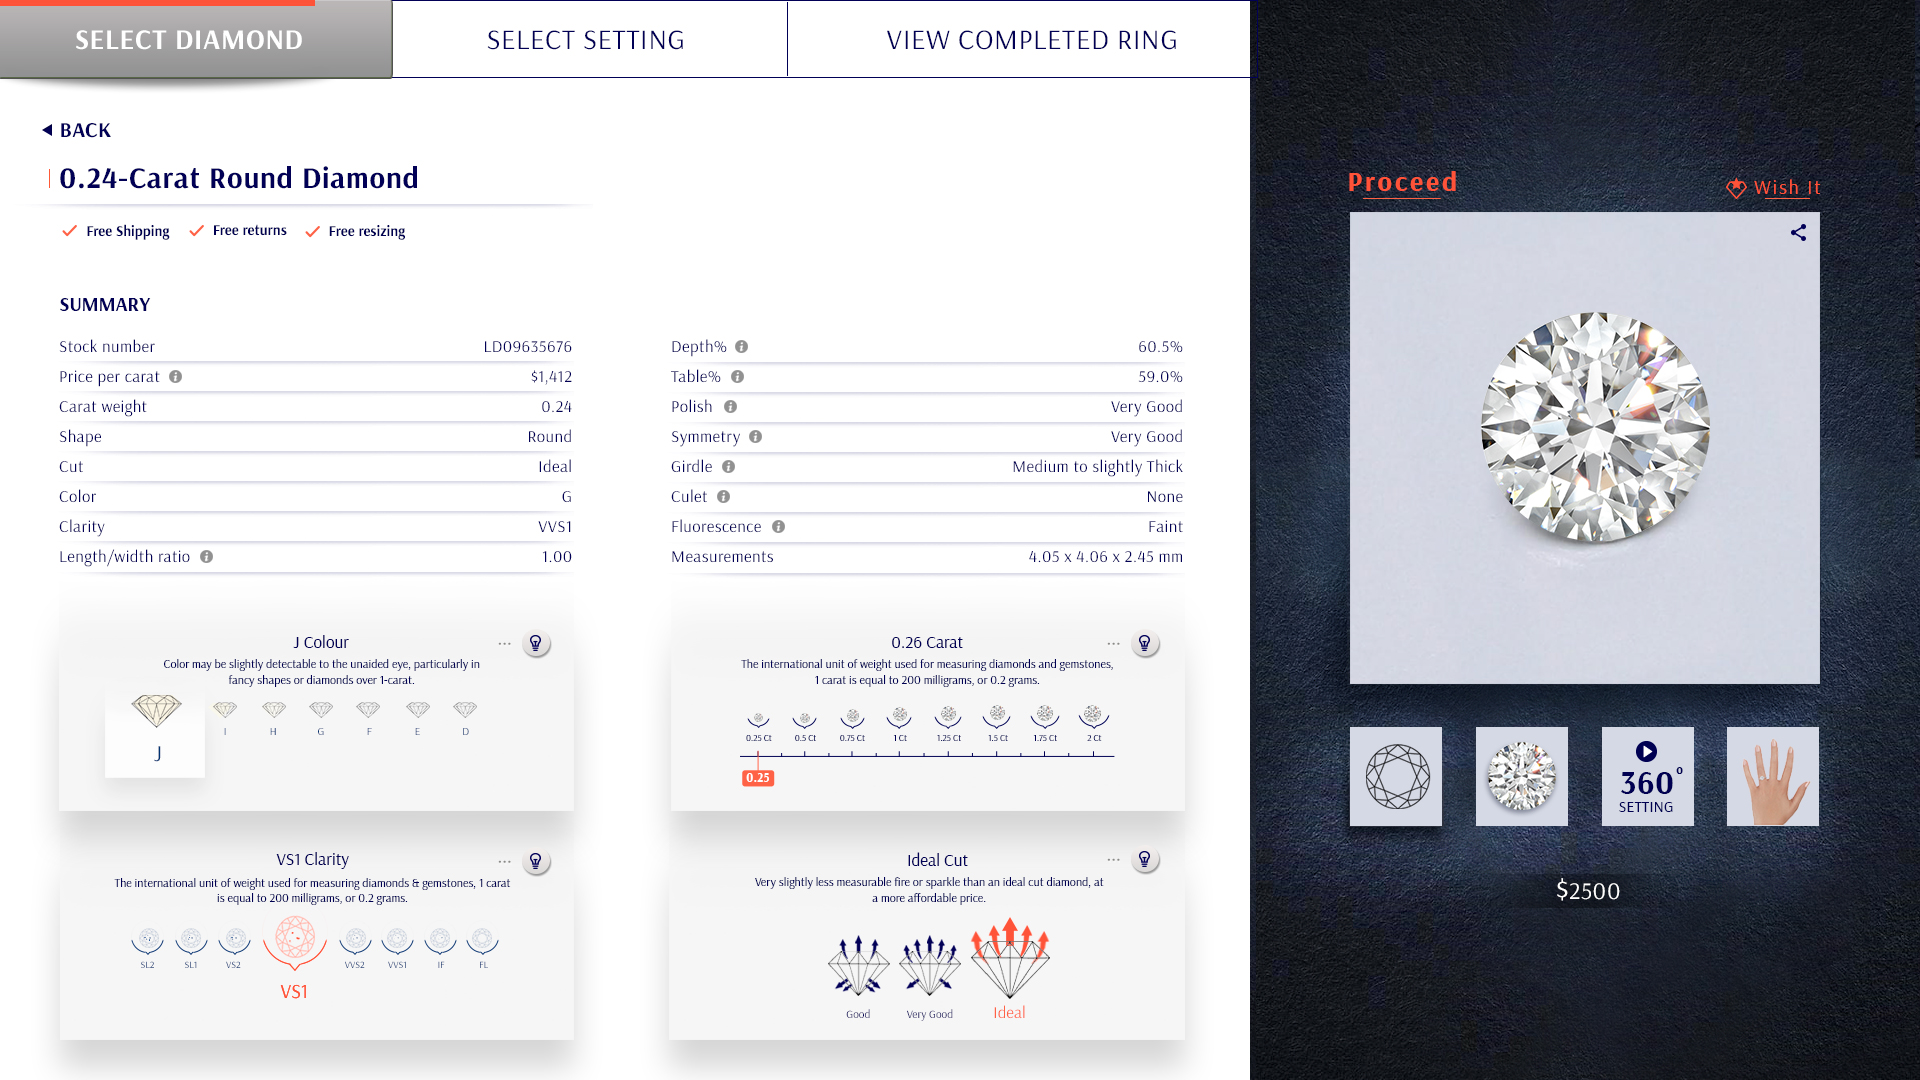 SELECT DIAMOND
SELECT SETTING
VIEW COMPLETED RING
BACK
0.24-Carat Round Diamond
Free Shipping
Free returns
Free resizing
SUMMARY
Stock number LD09635676
Price per carat $1,412
Carat weight 0.24
Shape Round
Cut Ideal
Color G
Clarity VVS1
Length/width ratio 1.00
Depth% 60.5%
Table% 59.0%
Polish Very Good
Symmetry Very Good
Girdle Medium to slightly Thick
Culet None
Fluorescence Faint
Measurements 4.05 x 4.06 x 2.45 mm
J Colour
Color may be slightly detectable to the unaided eye, particularly in
fancy shapes or diamonds over 1-carat.
J I H G F E D
0.26 Carat
The international unit of weight used for measuring diamonds and gemstones,
1 carat is equal to 200 milligrams, or 0.2 grams.
0.25 Ct 0.5 Ct 0.75 Ct 1 Ct 1.25 Ct 1.5 Ct 1.75 Ct 2 Ct
0.25
VS1 Clarity
The international unit of weight used for measuring diamonds & gemstones, 1 carat
is equal to 200 milligrams, or 0.2 grams.
SL2 SL1 VS2 VS1 VVS2 VVS1 IF FL
Ideal Cut
Very slightly less measurable fire or sparkle than an ideal cut diamond, at
a more affordable price.
Good Very Good Ideal
Proceed
Wish It
360°
SETTING
$2500